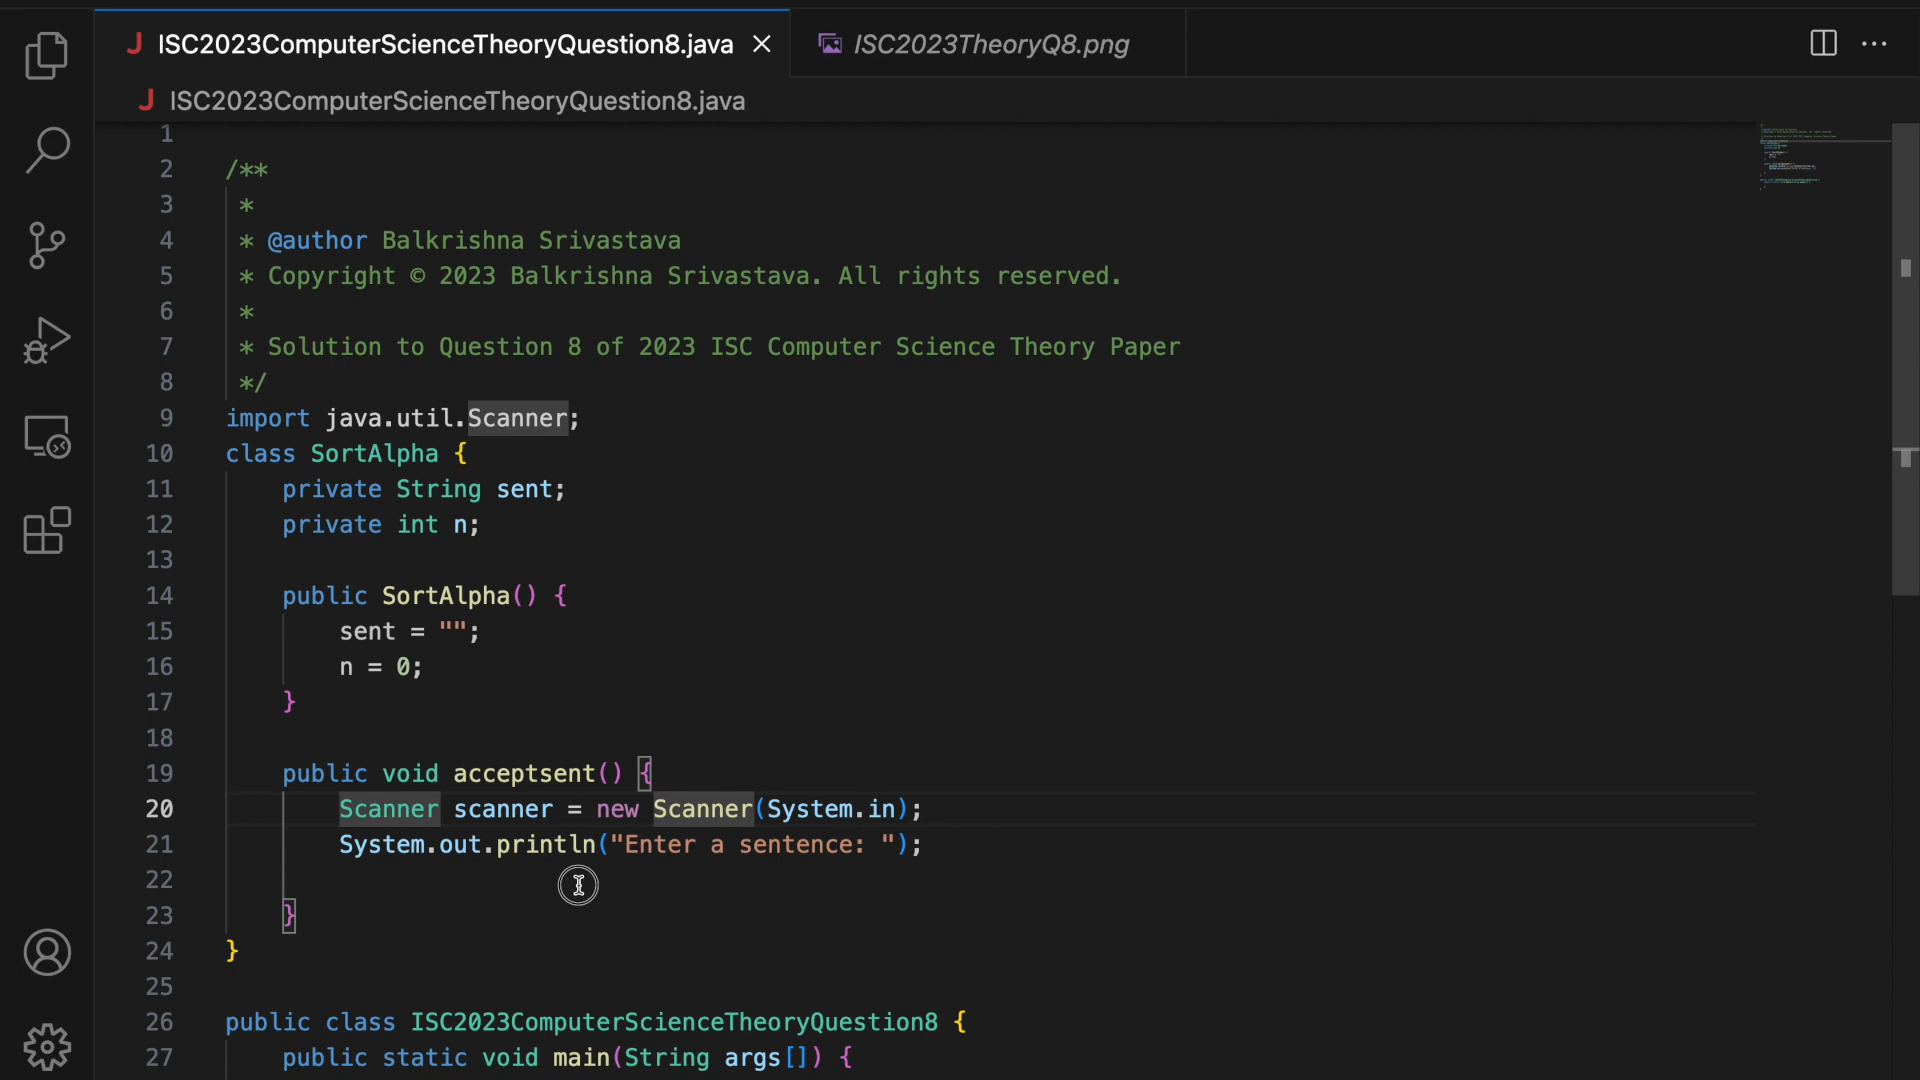 ISC2023ComputerScienceTheoryQuestion8.java
ISC2023TheoryQ8.png
ISC2023ComputerScienceTheoryQuestion8.java
1
2 /**
3 *
4 * @author Balkrishna Srivastava
5 * Copyright © 2023 Balkrishna Srivastava. All rights reserved.
6 *
7 * Solution to Question 8 of 2023 ISC Computer Science Theory Paper
8 */
9 import java.util.Scanner;
10 class SortAlpha {
11 private String sent;
12 private int n;
13
14 public SortAlpha() {
15 sent = "";
16 n = 0;
17 }
18
19 public void acceptsent() {
20 Scanner scanner = new Scanner(System.in);
21 System.out.println("Enter a sentence: ");
22
23 }
24 }
25
26 public class ISC2023ComputerScienceTheoryQuestion8 {
27 public static void main(String args[]) {